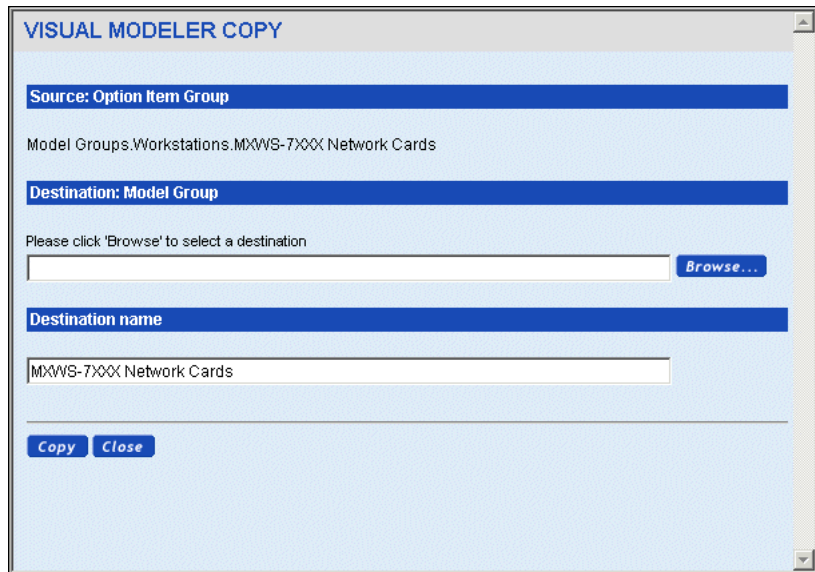 VISUAL MODELER COPY
Source: Option Item Group
Model Groups.Workstations.MXWS-7XXX Network Cards
Destination: Model Group
Please click 'Browse' to select a destination
Browse...
Destination name
MXWS-7XXX Network Cards
Copy Close